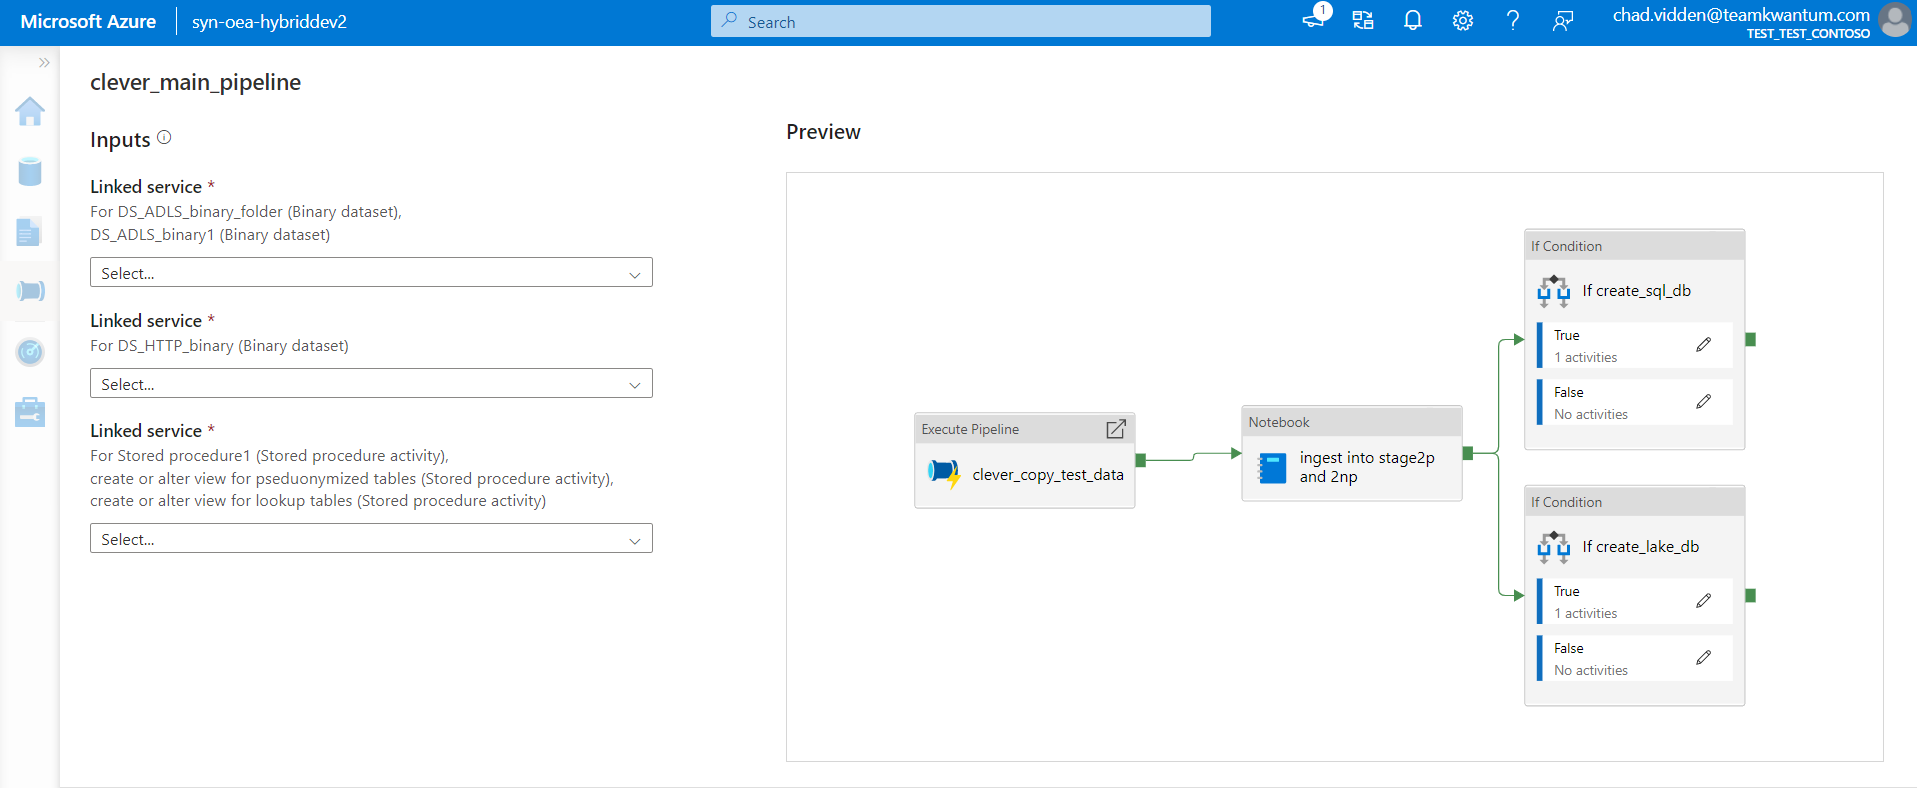 Microsoft Azure
syn-oea-hybriddev2
Search
1
chad.vidden@teamkwantum.com
TEST_TEST_CONTOSO
clever_main_pipeline
Inputs
Linked service *
For DS_ADLS_binary_folder (Binary dataset),
DS_ADLS_binary1 (Binary dataset)
Select...
Linked service *
For DS_HTTP_binary (Binary dataset)
Select...
Linked service *
For Stored procedure1 (Stored procedure activity),
create or alter view for pseduonymized tables (Stored procedure activity),
create or alter view for lookup tables (Stored procedure activity)
Select...
Preview
Execute Pipeline
clever_copy_test_data
Notebook
ingest into stage2p
and 2np
If Condition
If create_sql_db
True
1 activities
False
No activities
If Condition
If create_lake_db
True
1 activities
False
No activities